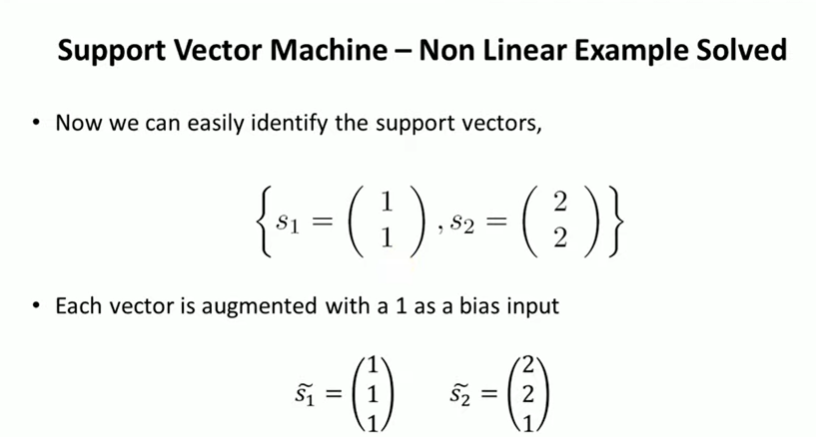 Support Vector Machine – Non Linear Example Solved
• Now we can easily identify the support vectors,
{ s₁ = ( 1 1 ) , s₂ = ( 2 2 ) }
• Each vector is augmented with a 1 as a bias input
s̃₁ = ( 1 1 1 ) s̃₂ = ( 2 2 1 )